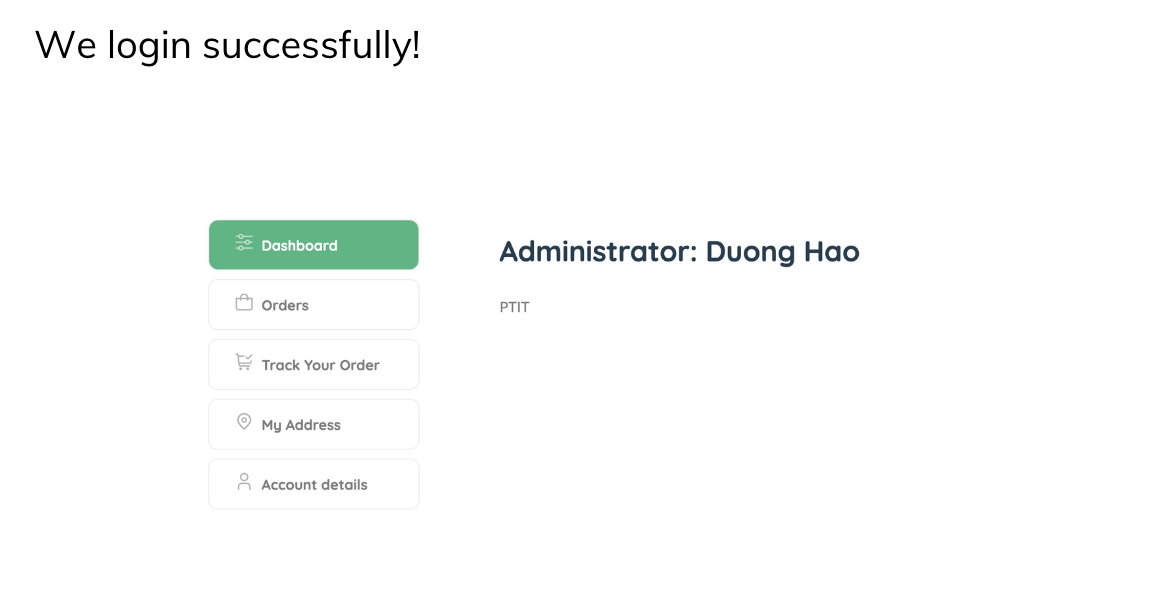 We login successfully!
Dashboard
Orders
Track Your Order
My Address
Account details
Administrator: Duong Hao
PTIT